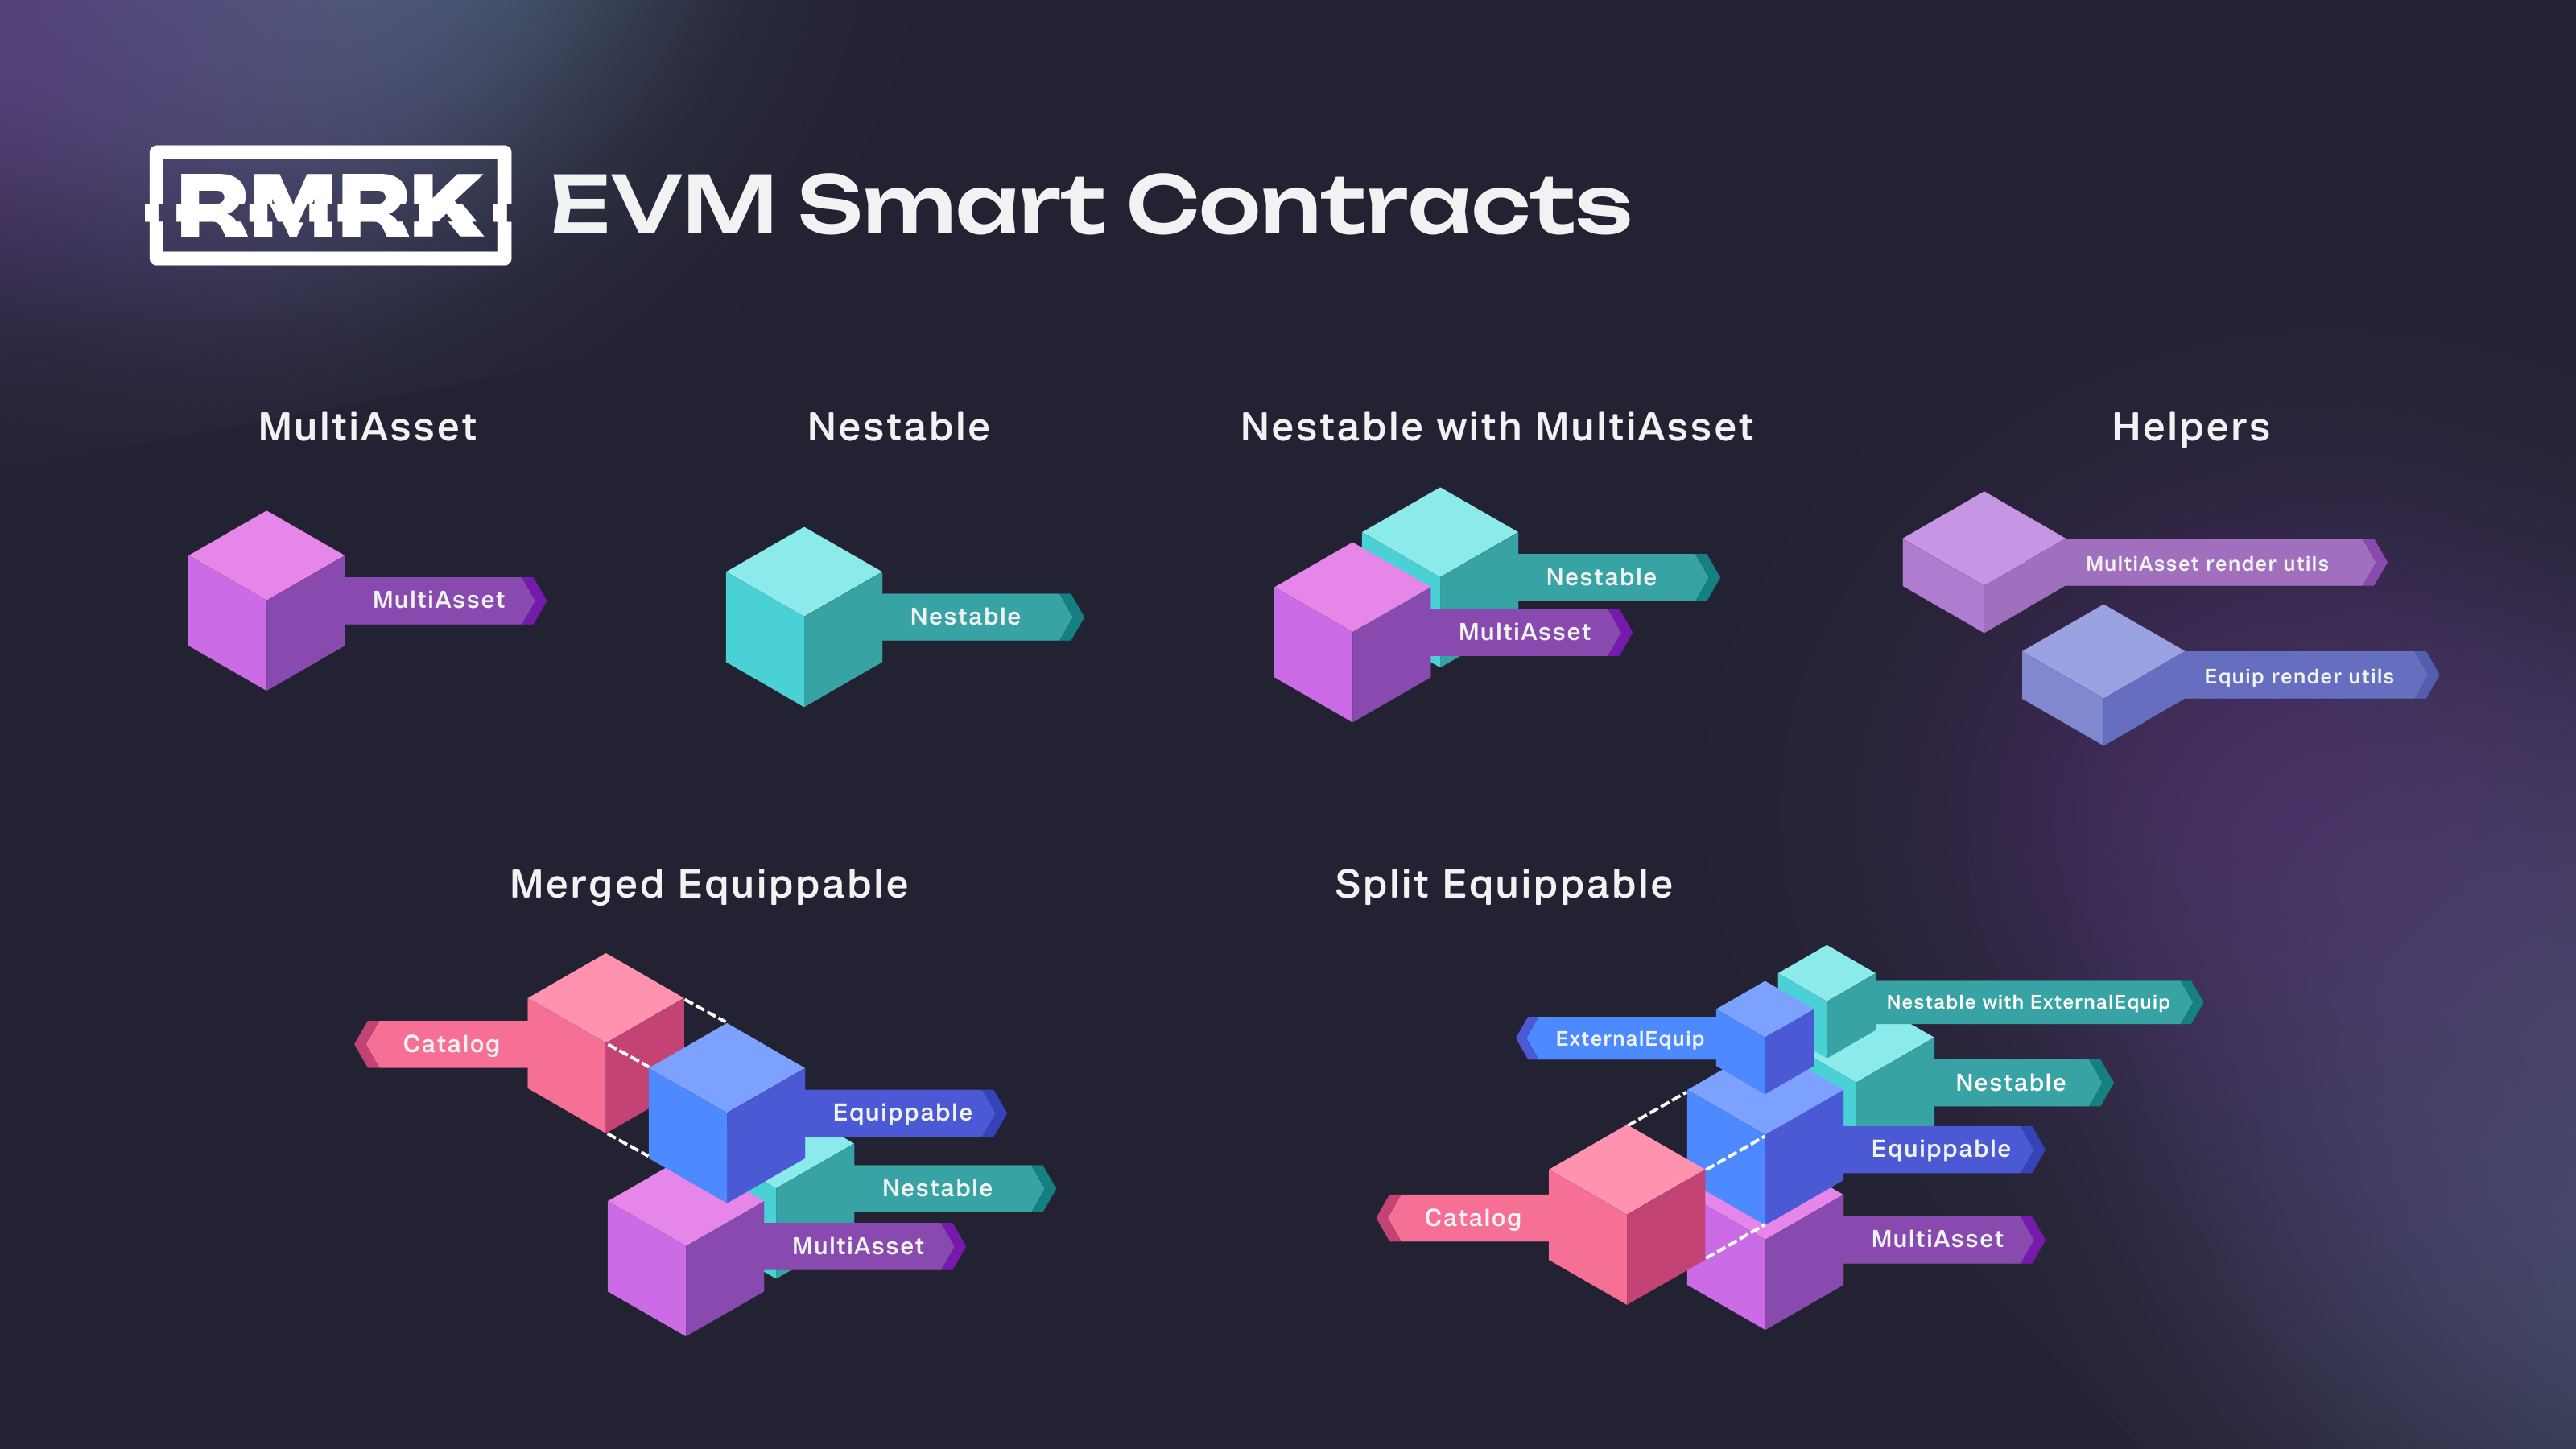 RMRK EVM Smart Contracts
MultiAsset
Nestable
Nestable with MultiAsset
Helpers
MultiAsset
Nestable
Nestable
MultiAsset
MultiAsset render utils
Equip render utils
Merged Equippable
Split Equippable
Catalog
Equippable
Nestable
MultiAsset
Nestable with ExternalEquip
ExternalEquip
Nestable
Equippable
Catalog
MultiAsset